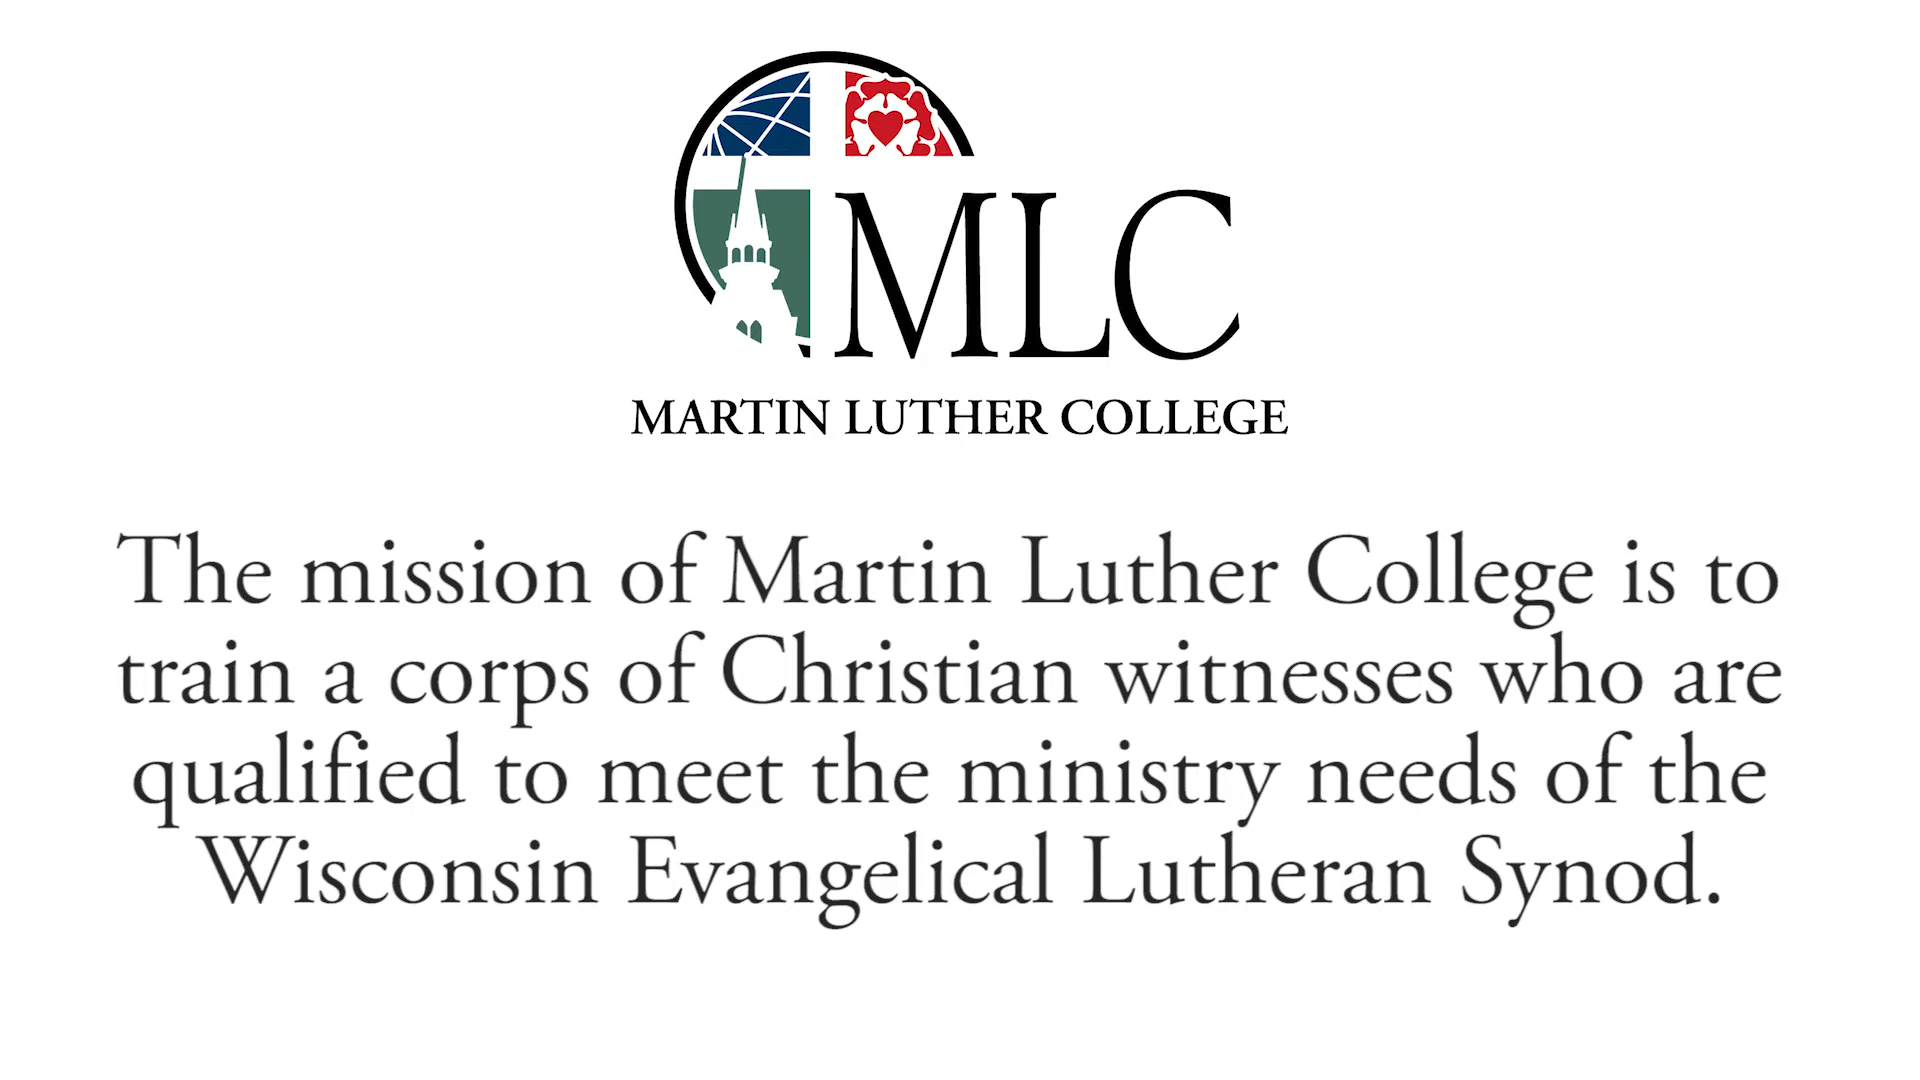 MLC
MARTIN LUTHER COLLEGE
The mission of Martin Luther College is to
train a corps of Christian witnesses who are
qualified to meet the ministry needs of the
Wisconsin Evangelical Lutheran Synod.